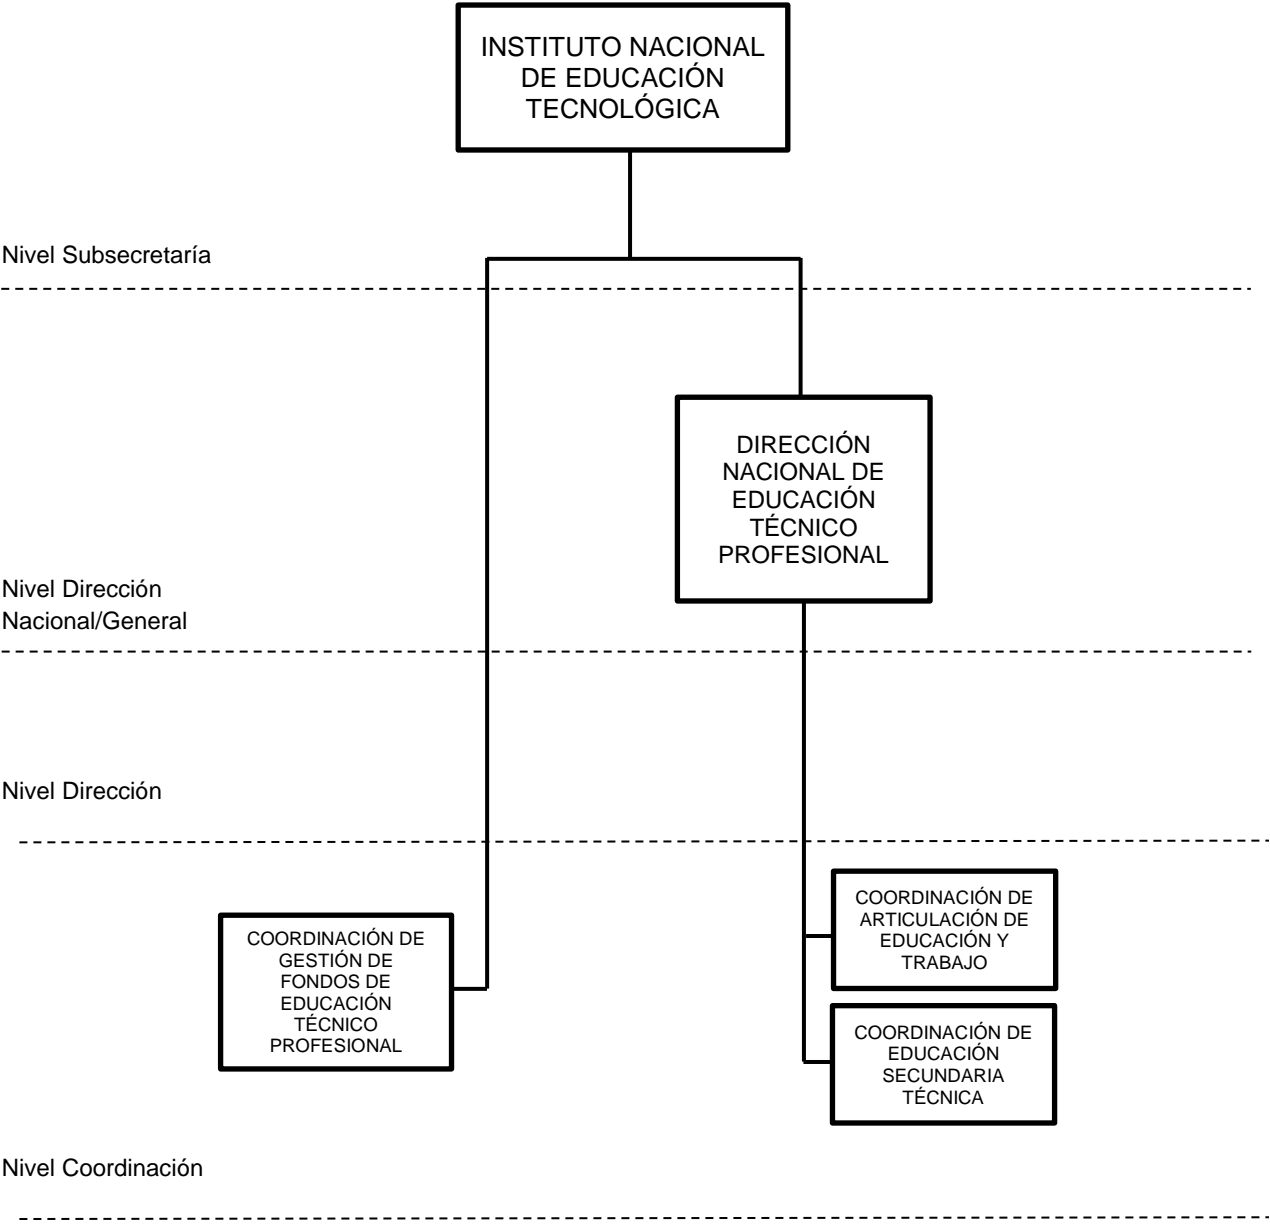 INSTITUTO NACIONAL
DE EDUCACIÓN
TECNOLÓGICA
Nivel Subsecretaría
DIRECCIÓN
NACIONAL DE
EDUCACIÓN
TÉCNICO
PROFESIONAL
Nivel Dirección
Nacional/General
Nivel Dirección
COORDINACIÓN DE
GESTIÓN DE
FONDOS DE
EDUCACIÓN
TÉCNICO
PROFESIONAL
COORDINACIÓN DE
ARTICULACIÓN DE
EDUCACIÓN Y
TRABAJO
COORDINACIÓN DE
EDUCACIÓN
SECUNDARIA
TÉCNICA
Nivel Coordinación